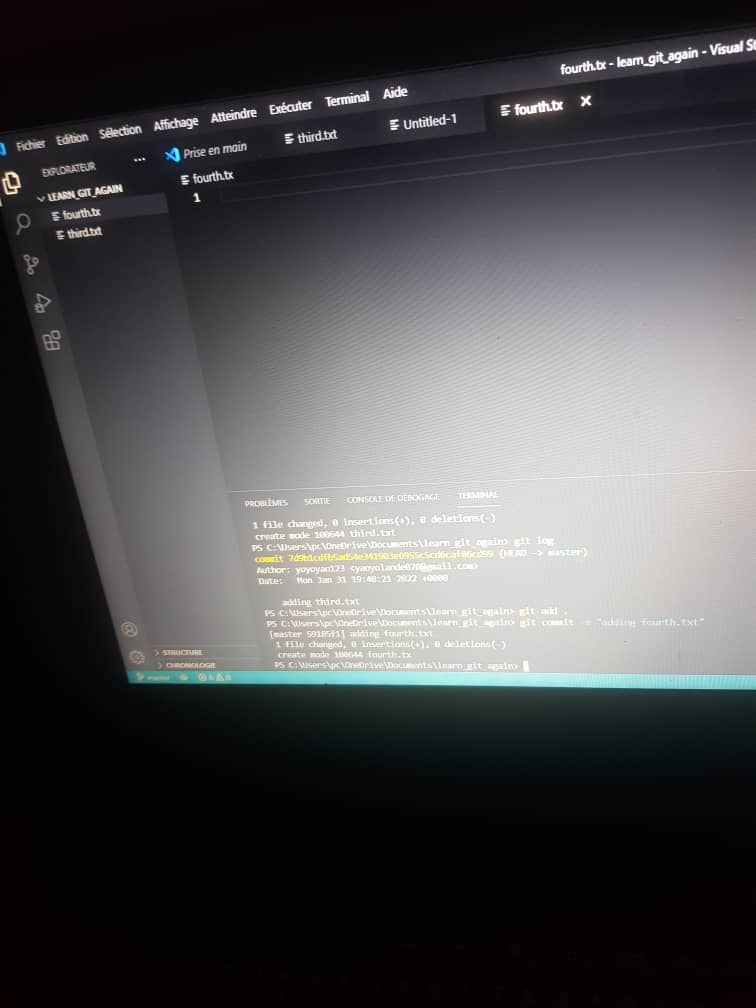 fourth.tx - learn_git_again - Visual S
Fichier Edition Sélection Affichage Atteindre Exécuter Terminal Aide
EXPLORATEUR ...
Prise en main third.txt Untitled-1 fourth.tx
LEARN_GIT_AGAIN
fourth.tx
third.txt
fourth.tx
1
PROBLÈMES SORTIE CONSOLE DE DÉBOGAGE TERMINAL
1 file changed, 0 insertions(+), 0 deletions(-)
create mode 100644 third.txt
PS C:\Users\pc\OneDrive\Documents\learn_git_again> git log
commit (HEAD -> master)
Author: yoyoyao123 <yaoyolande070@gmail.com>
Date: Mon Jan 31 19:40:21 2022 +0000
adding third.txt
PS C:\Users\pc\OneDrive\Documents\learn_git_again> git add .
PS C:\Users\pc\OneDrive\Documents\learn_git_again> git commit -m "adding fourth.txt"
[master 59185f1] adding fourth.txt
1 file changed, 0 insertions(+), 0 deletions(-)
create mode 100644 fourth.tx
PS C:\Users\pc\OneDrive\Documents\learn_git_again>
STRUCTURE
CHRONOLOGIE
master 0 0